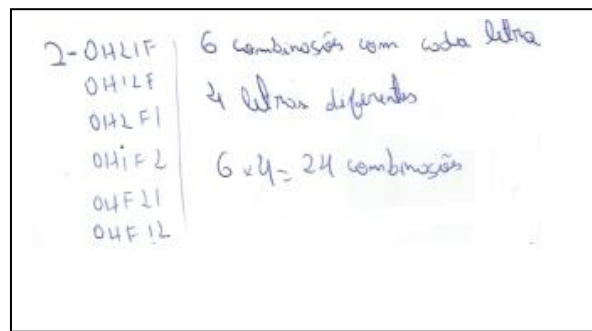 2-OHLIF
OHILF
OHLFI
OHiFL
OHFLI
OHFIL
6 combinações com cada letra
4 letras diferentes
6 x 4 = 24 combinações